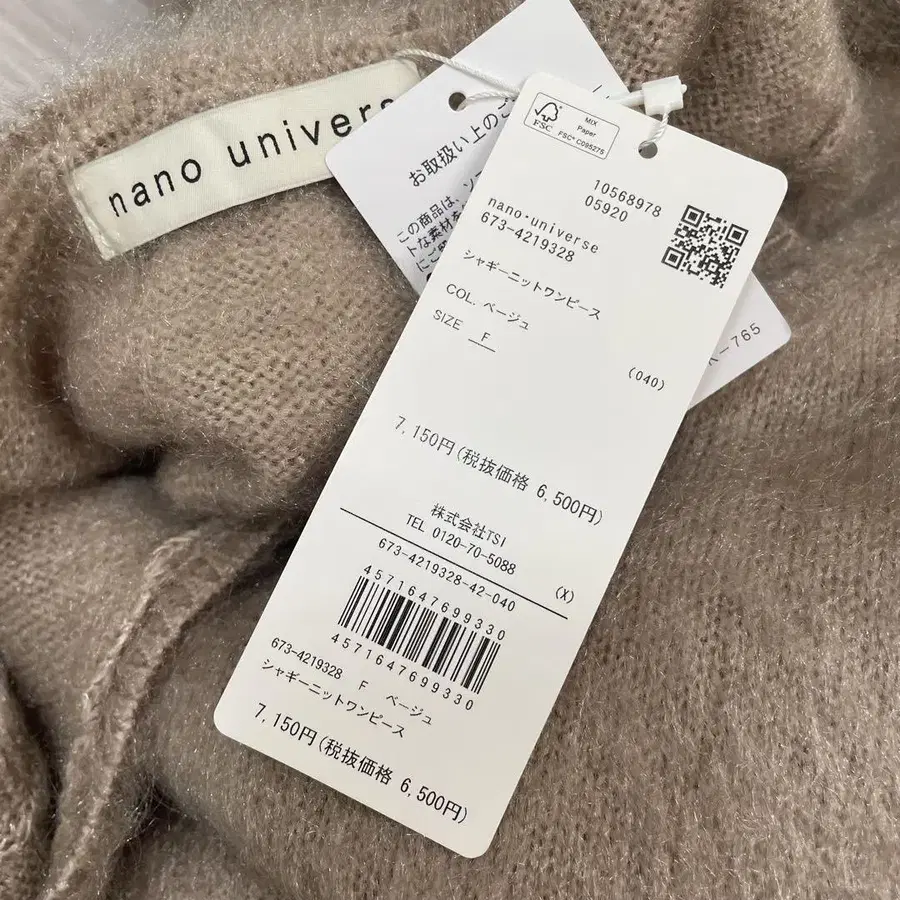 nano universe
お取扱い上の
この商品は、ソフ
トな素材を
にご
FSC
MIX
Paper
FSC® C095275
10568978
05920
nano・universe
673-4219328
シャギーニットワンピース
COL. ベージュ
SIZE F
(040)
-765
7,150円(税抜価格 6,500円)
株式会社TSI
TEL 0120-70-5088
(X)
673-4219328-42-040
4571647699330
4571647699330
673-4219328 F ベージュ
シャギーニットワンピース
7,150円(税抜価格 6,500円)